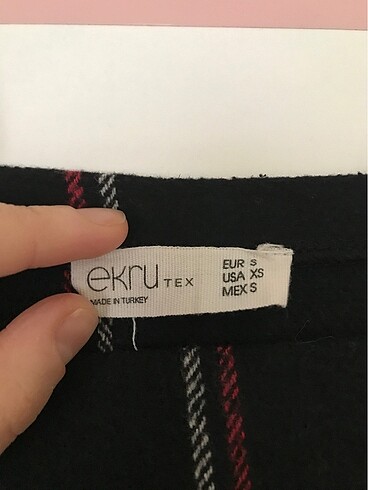 ekru TEX
MADE IN TURKEY
EUR S
USA XS
MEX S